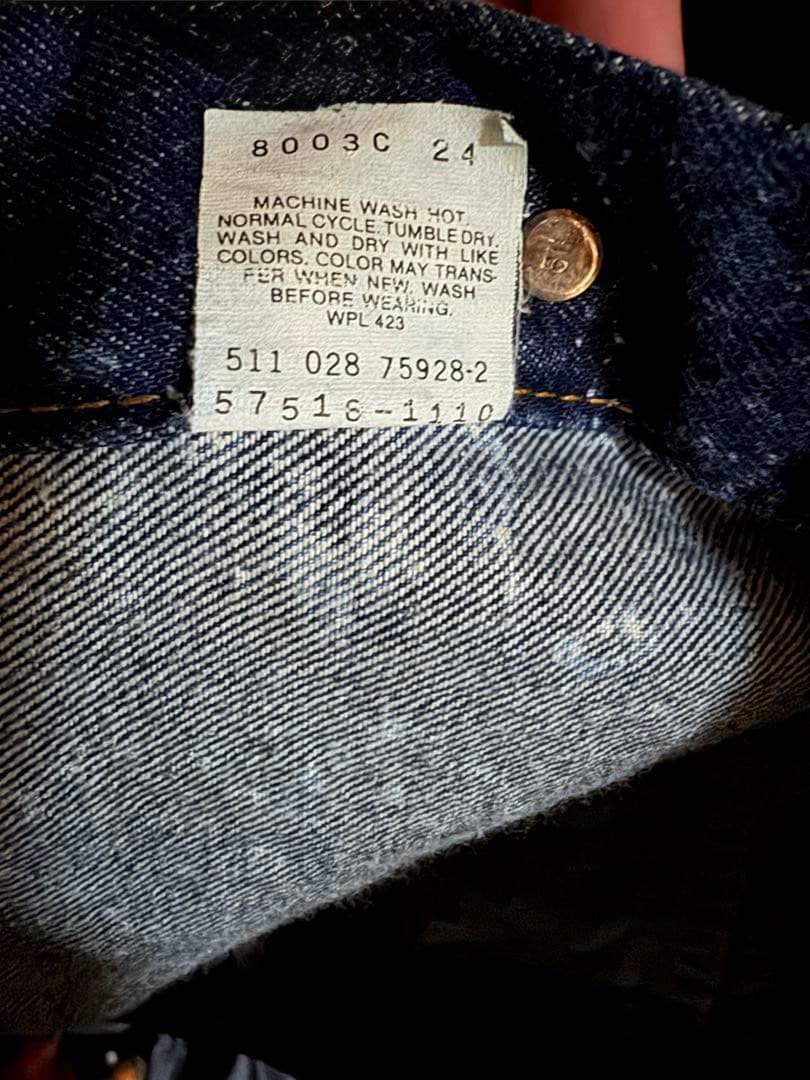 8003C 24
MACHINE WASH HOT.
NORMAL CYCLE. TUMBLE DRY.
WASH AND DRY WITH LIKE
COLORS. COLOR MAY TRANS-
FER WHEN NEW. WASH
BEFORE WEARING.
WPL 423
511 028 75928-2
57516-1110